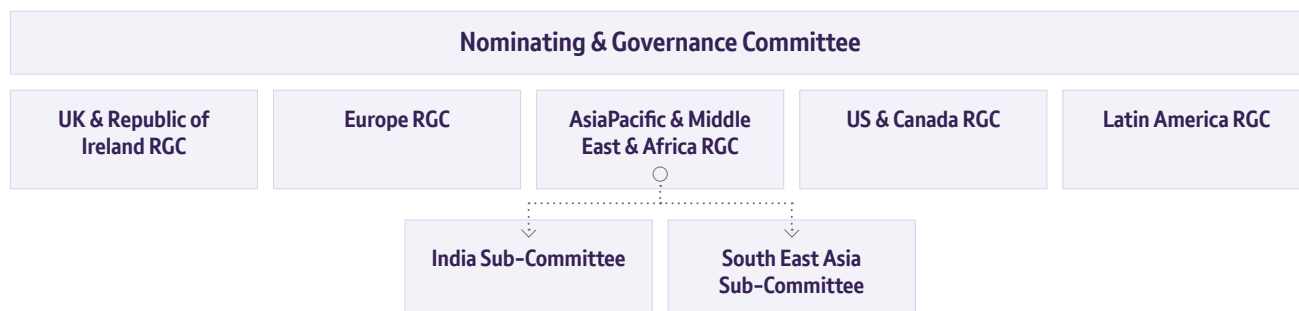 Nominating & Governance Committee
UK & Republic of
Ireland RGC
Europe RGC
AsiaPacific & Middle
East & Africa RGC
US & Canada RGC
Latin America RGC
India Sub-Committee
South East Asia
Sub-Committee